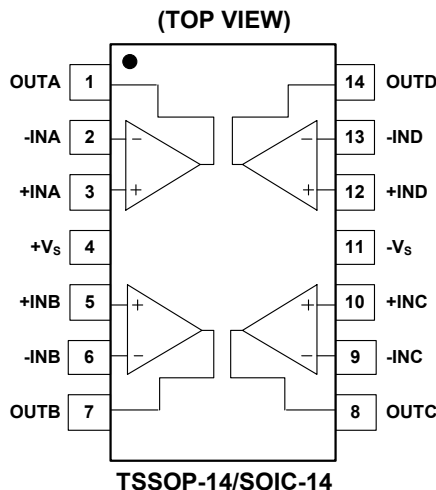 (TOP VIEW)
OUTA 1 14 OUTD
-INA 2 − − 13 -IND
+INA 3 + + 12 +IND
+VS 4 11 -VS
+INB 5 + + 10 +INC
-INB 6 − − 9 -INC
OUTB 7 8 OUTC
TSSOP-14/SOIC-14